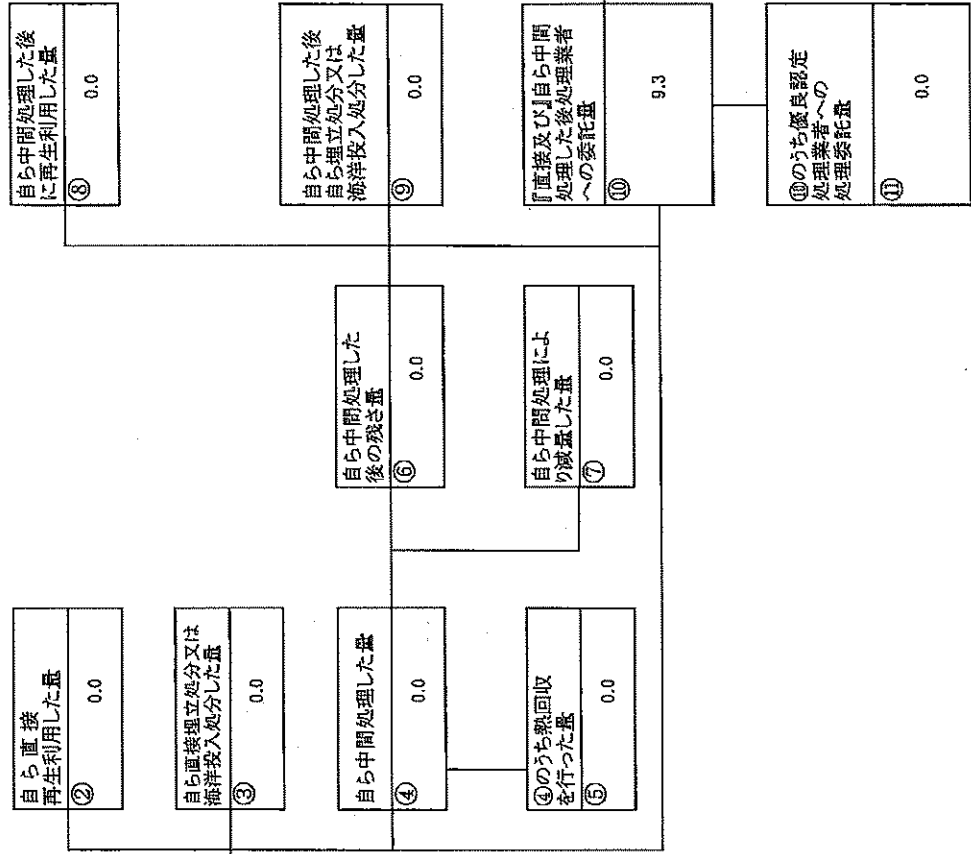 自ら直接
再生利用した量
②
0.0
自ら直接埋立処分又は
海洋投入処分した量
③
0.0
自ら中間処理した量
④
0.0
④のうち熱回収
を行った量
⑤
0.0
自ら中間処理した
後の残さ量
⑥
0.0
自ら中間処理によ
り減量した量
⑦
0.0
自ら中間処理した後
に再生利用した量
⑧
0.0
自ら中間処理した後
自ら埋立処分又は
海洋投入処分した量
⑨
0.0
『直接及び』自ら中間
処理した後処理業者
への委託量
⑩
9.3
⑩のうち優良認定
処理業者への
処理委託量
⑪
0.0